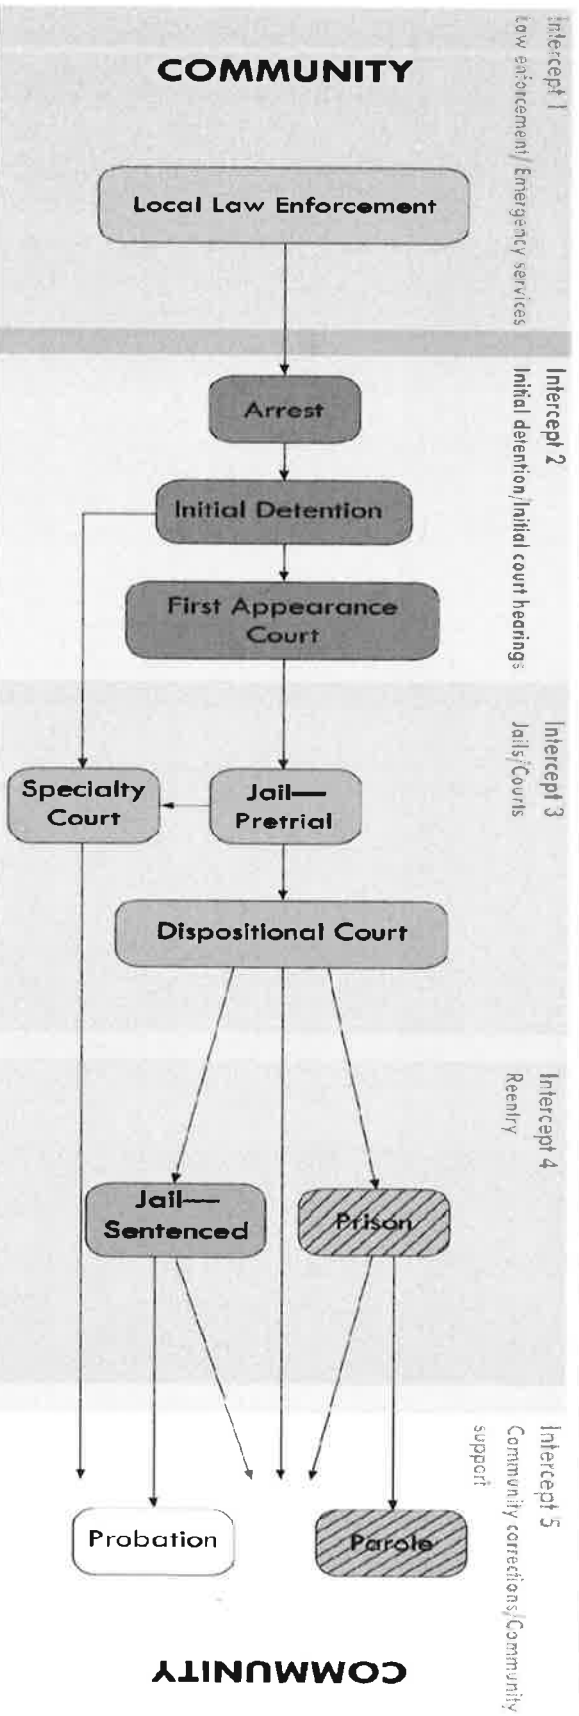 COMMUNITY
Intercept 1
Law enforcement/Emergency services
Local Law Enforcement
Intercept 2
Initial detention/Initial court hearings
Arrest
Initial Detention
First Appearance
Court
Intercept 3
Jails/Courts
Specialty
Court
Jail—
Pretrial
Dispositional Court
Intercept 4
Reentry
Jail—
Sentenced
Prison
Intercept 5
Community corrections/Community
support
Probation
Parole
COMMUNITY